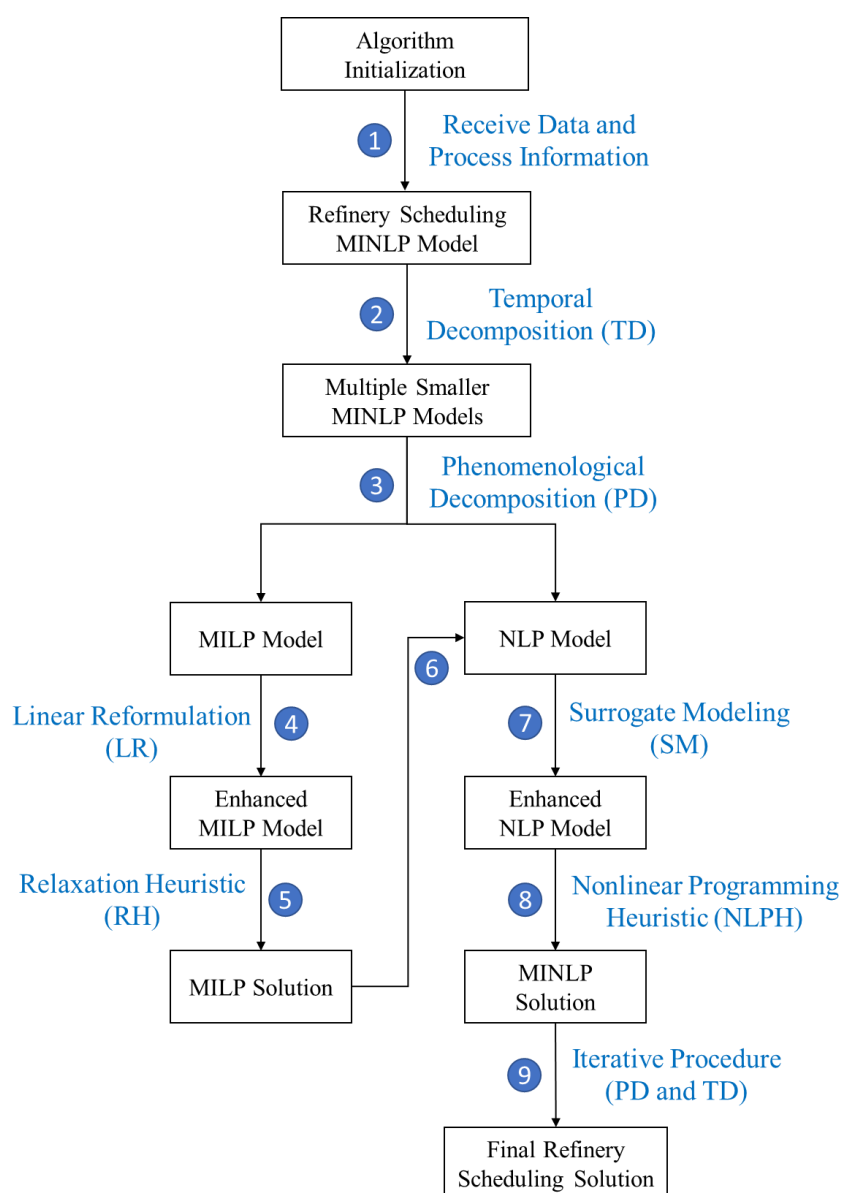 Algorithm
Initialization
1
Receive Data and
Process Information
Refinery Scheduling
MINLP Model
2
Temporal
Decomposition (TD)
Multiple Smaller
MINLP Models
3
Phenomenological
Decomposition (PD)
MILP Model
NLP Model
6
Linear Reformulation
(LR)
4
7
Surrogate Modeling
(SM)
Enhanced
MILP Model
Enhanced
NLP Model
Relaxation Heuristic
(RH)
5
8
Nonlinear Programming
Heuristic (NLPH)
MILP Solution
MINLP
Solution
9
Iterative Procedure
(PD and TD)
Final Refinery
Scheduling Solution